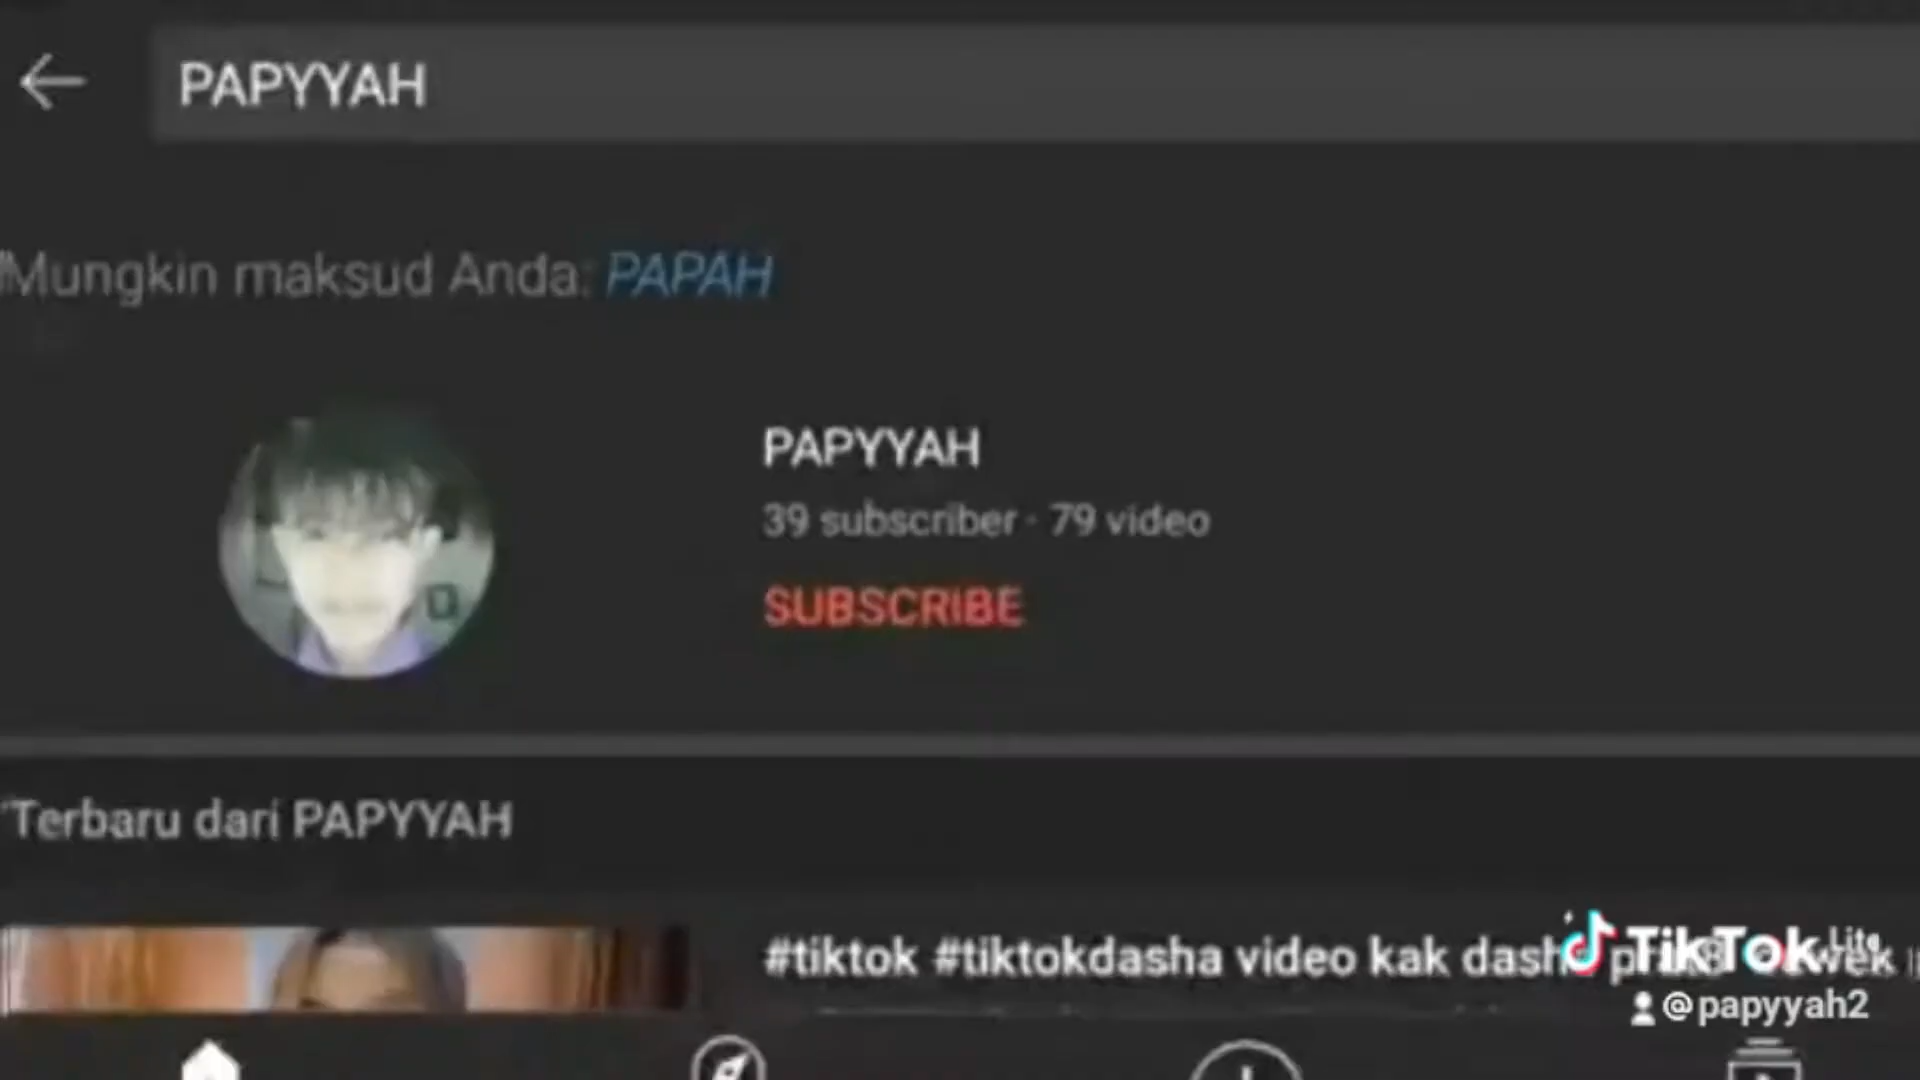 PAPYYAH
Mungkin maksud Anda: PAPAH
PAPYYAH
39 subscriber · 79 video
SUBSCRIBE
Terbaru dari PAPYYAH
#tiktok #tiktokdasha video kak
TikTok Lite
@papyyah2